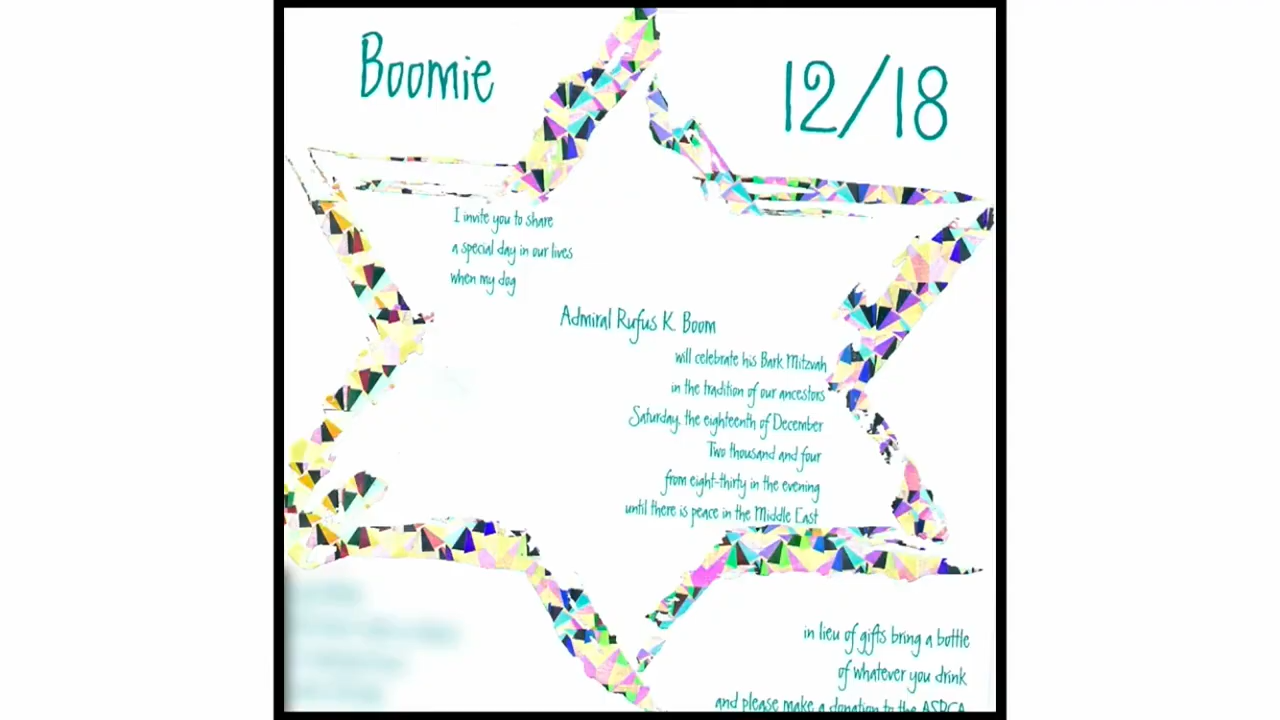 Boomie
12/18
I invite you to share
a special day in our lives
when my dog
Admiral Rufus K. Boom
will celebrate his Bark Mitzvah
in the tradition of our ancestors
Saturday, the eighteenth of December
Two thousand and four
from eight-thirty in the evening
until there is peace in the Middle East
in lieu of gifts bring a bottle
of whatever you drink
and please make a donation to the ASPCA